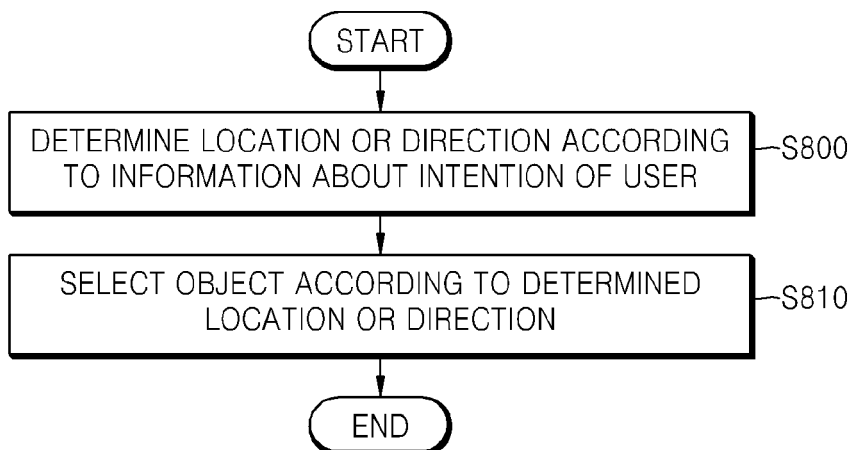 START
DETERMINE LOCATION OR DIRECTION ACCORDING
TO INFORMATION ABOUT INTENTION OF USER
S800
SELECT OBJECT ACCORDING TO DETERMINED
LOCATION OR DIRECTION
S810
END